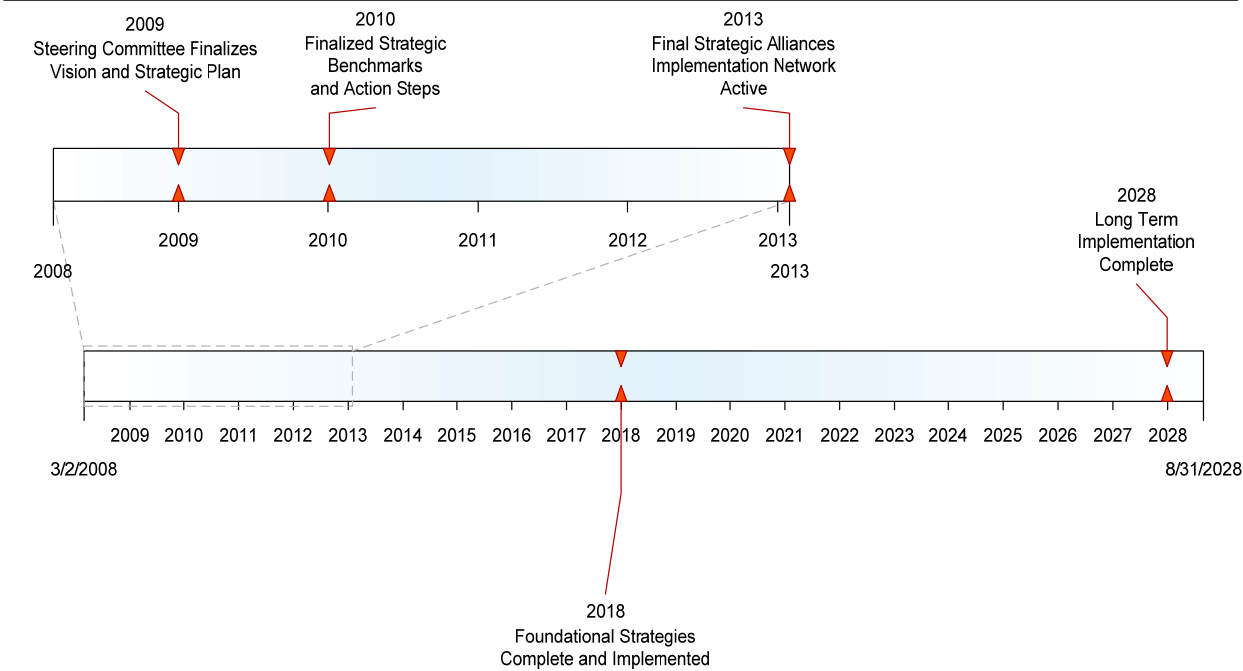 2009
Steering Committee Finalizes
Vision and Strategic Plan
2010
Finalized Strategic
Benchmarks
and Action Steps
2013
Final Strategic Alliances
Implementation Network
Active
2009 2010 2011 2012 2013
2008 2013
2028
Long Term
Implementation
Complete
2009 2010 2011 2012 2013 2014 2015 2016 2017 2018 2019 2020 2021 2022 2023 2024 2025 2026 2027 2028
3/2/2008 8/31/2028
2018
Foundational Strategies
Complete and Implemented